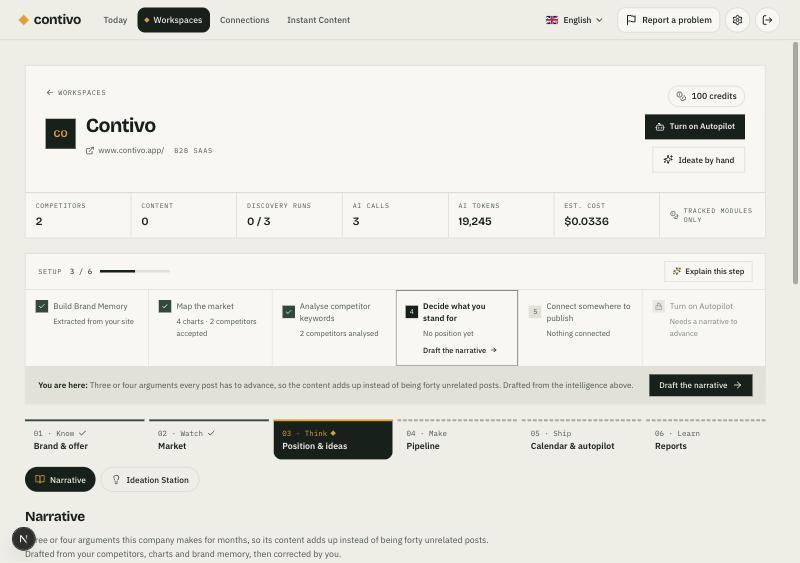 contivo
Today
Workspaces
Connections
Instant Content
English
Report a problem
WORKSPACES
100 credits
CO
Contivo
Turn on Autopilot
www.contivo.app/
B2B SAAS
Ideate by hand
COMPETITORS
2
CONTENT
0
DISCOVERY RUNS
0 / 3
AI CALLS
3
AI TOKENS
19,245
EST. COST
$0.0336
TRACKED MODULES
ONLY
SETUP 3 / 6
Explain this step
Build Brand Memory
Extracted from your site
Map the market
4 charts · 2 competitors
accepted
Analyse competitor
keywords
2 competitors analysed
4
Decide what you
stand for
No position yet
Draft the narrative →
5
Connect somewhere to
publish
Nothing connected
Turn on Autopilot
Needs a narrative to
advance
You are here: Three or four arguments every post has to advance, so the content adds up instead of being forty unrelated posts. Drafted from the intelligence above.
Draft the narrative →
01 · Know
Brand & offer
02 · Watch
Market
03 · Think
Position & ideas
04 · Make
Pipeline
05 · Ship
Calendar & autopilot
06 · Learn
Reports
Narrative
Ideation Station
Narrative
N
ree or four arguments this company makes for months, so its content adds up instead of being forty unrelated posts.
Drafted from your competitors, charts and brand memory, then corrected by you.